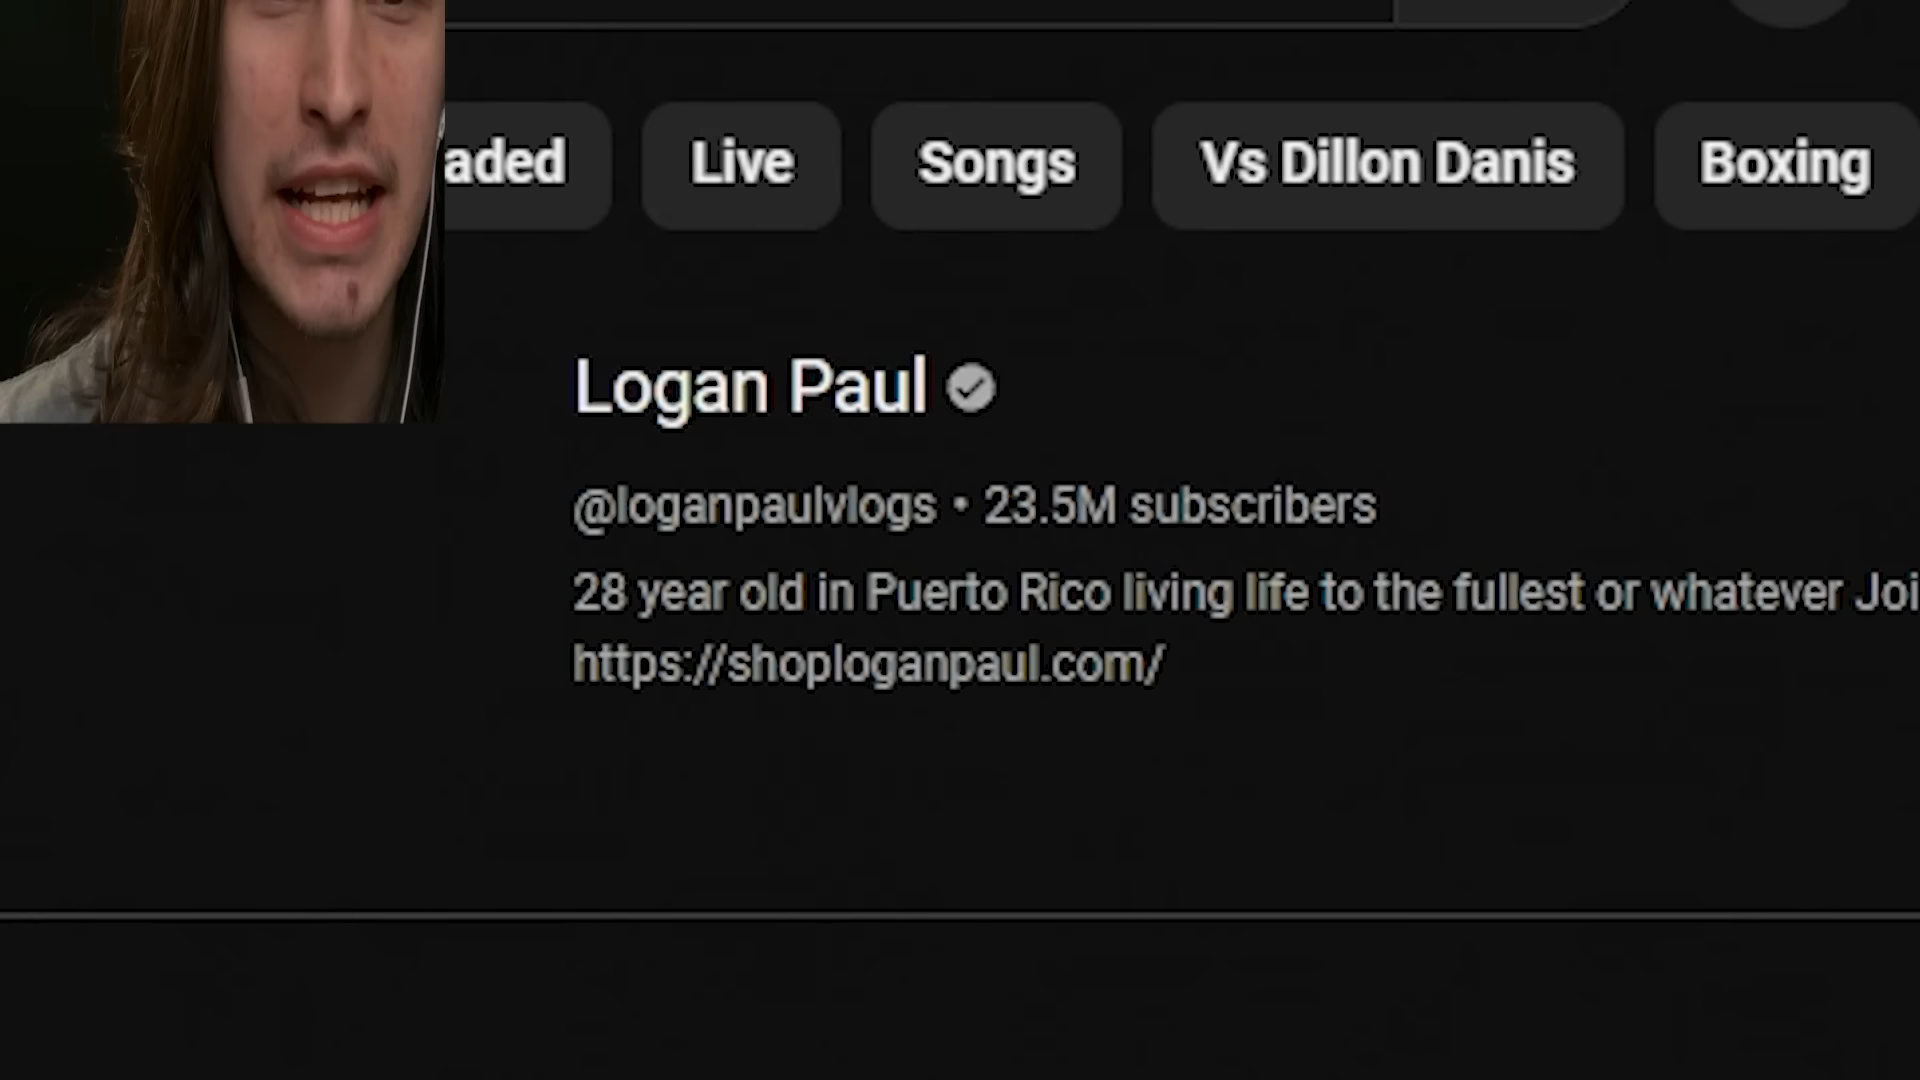 aded Live Songs Vs Dillon Danis Boxing
Logan Paul
@loganpaulvlogs • 23.5M subscribers
28 year old in Puerto Rico living life to the fullest or whatever Joi
https://shoploganpaul.com/